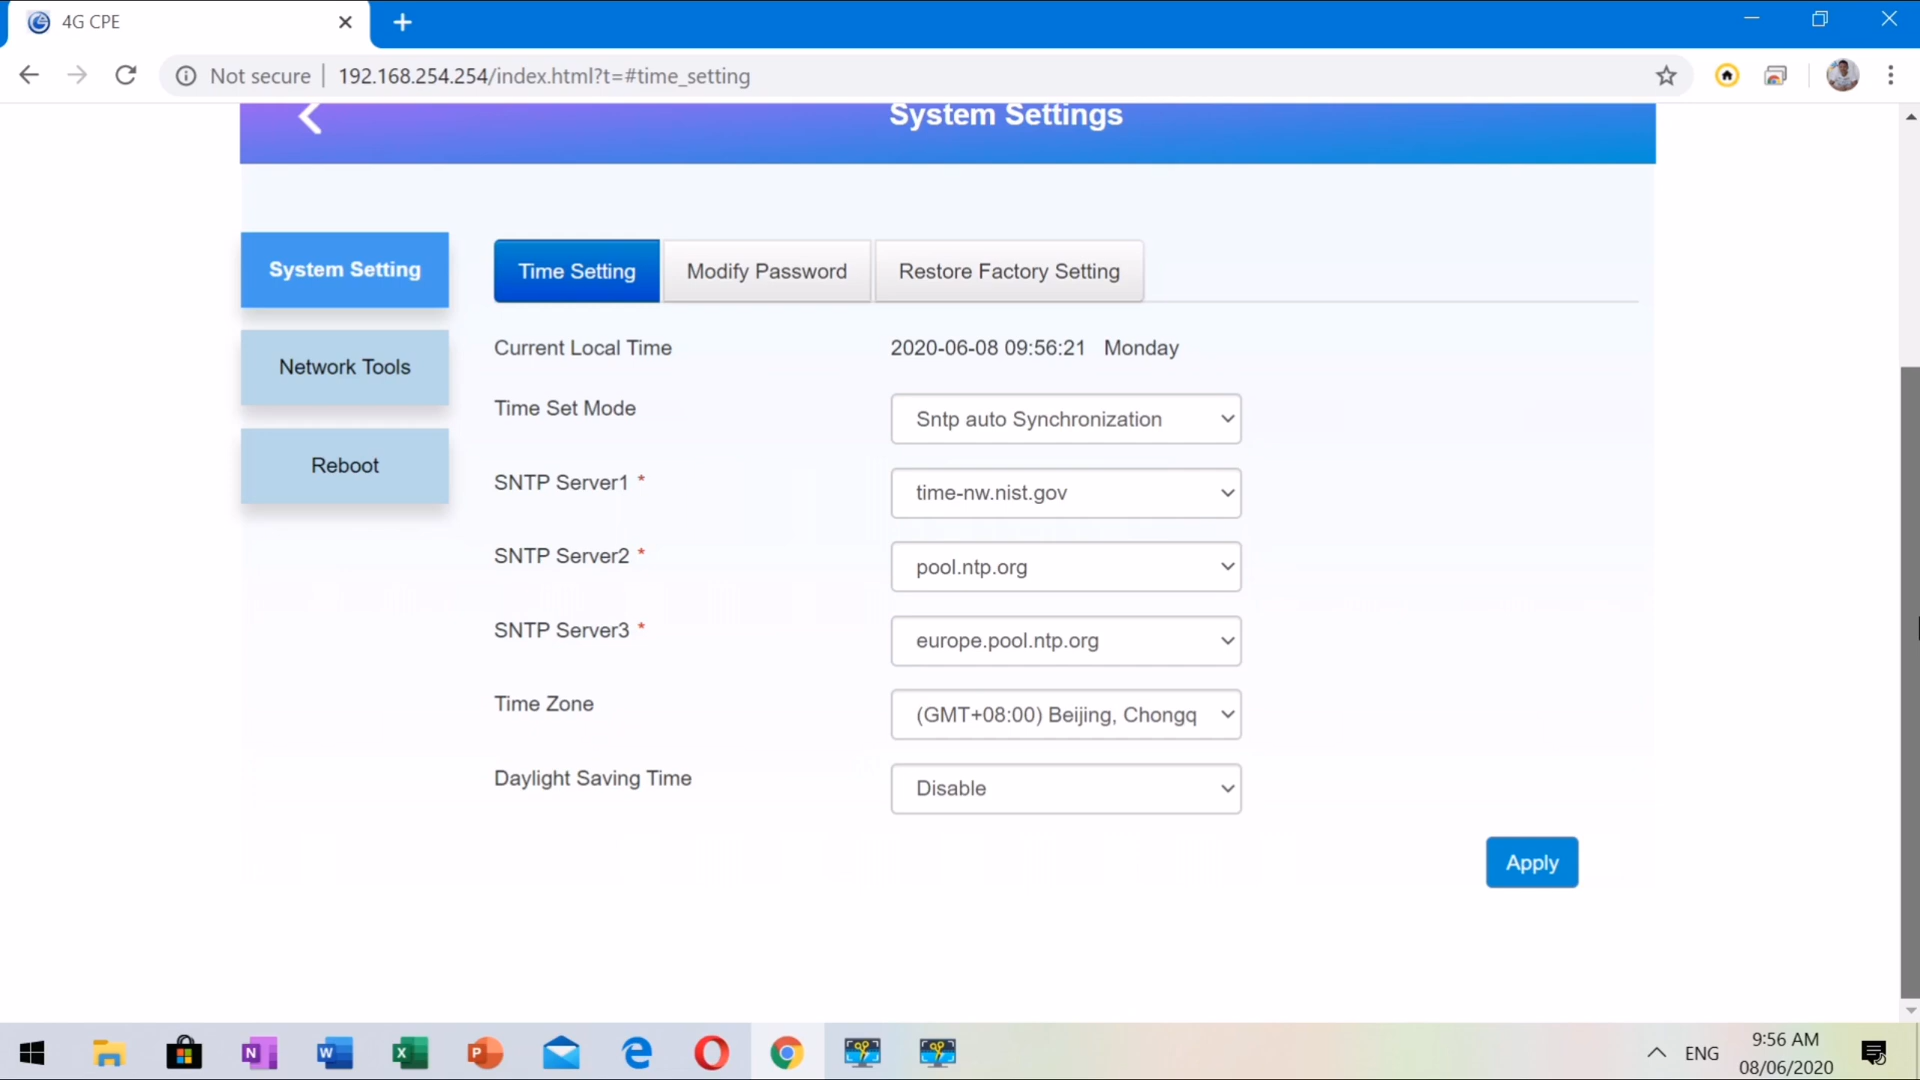 4G CPE
Not secure 192.168.254.254/index.html?t=#time_setting
System Settings
System Setting
Network Tools
Reboot
Time Setting Modify Password Restore Factory Setting
Current Local Time 2020-06-08 09:56:21 Monday
Time Set Mode Sntp auto Synchronization
SNTP Server1 * time-nw.nist.gov
SNTP Server2 * pool.ntp.org
SNTP Server3 * europe.pool.ntp.org
Time Zone (GMT+08:00) Beijing, Chongq
Daylight Saving Time Disable
Apply
ENG
9:56 AM
08/06/2020